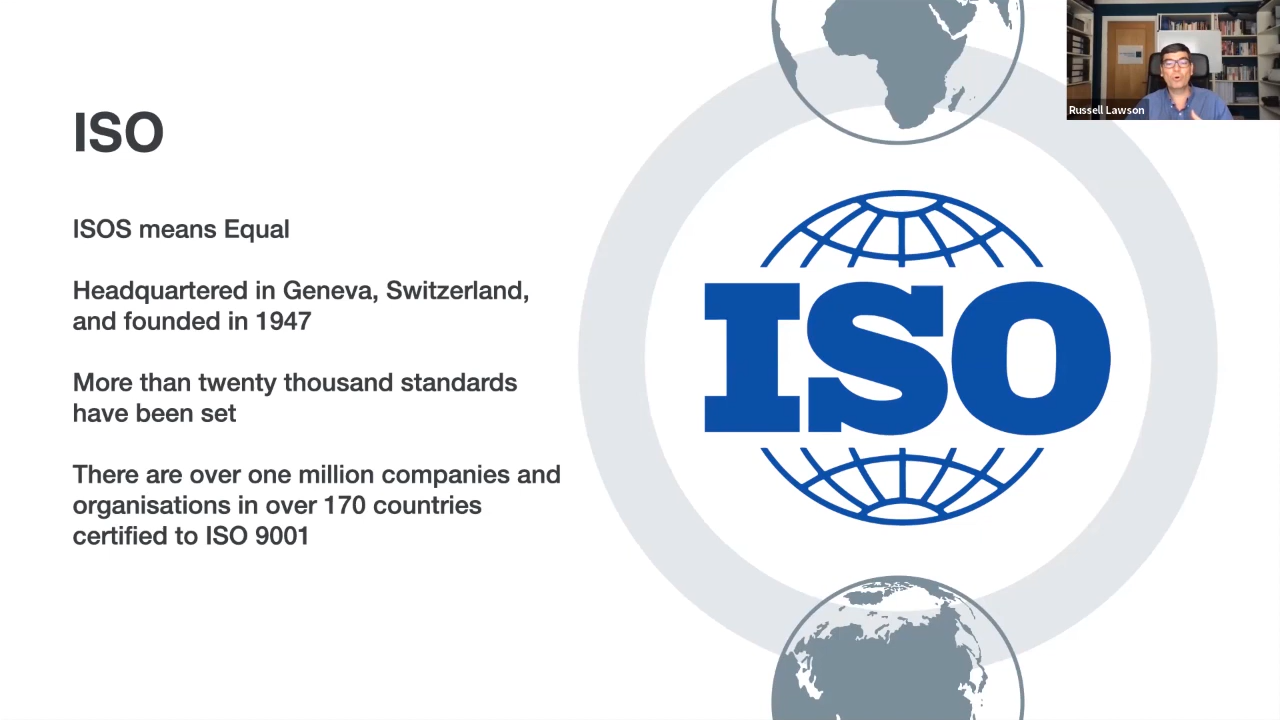 ISO
ISOS means Equal
Headquartered in Geneva, Switzerland,
and founded in 1947
More than twenty thousand standards
have been set
There are over one million companies and
organisations in over 170 countries
certified to ISO 9001
ISO
Russell Lawson